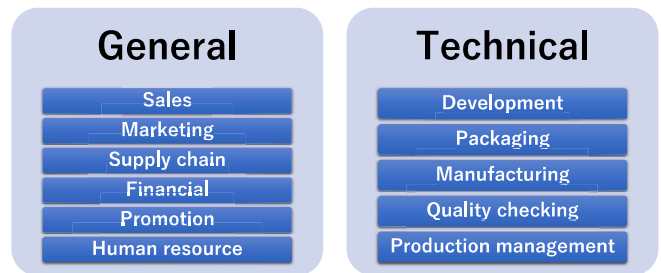 General
Sales
Marketing
Supply chain
Financial
Promotion
Human resource
Technical
Development
Packaging
Manufacturing
Quality checking
Production management